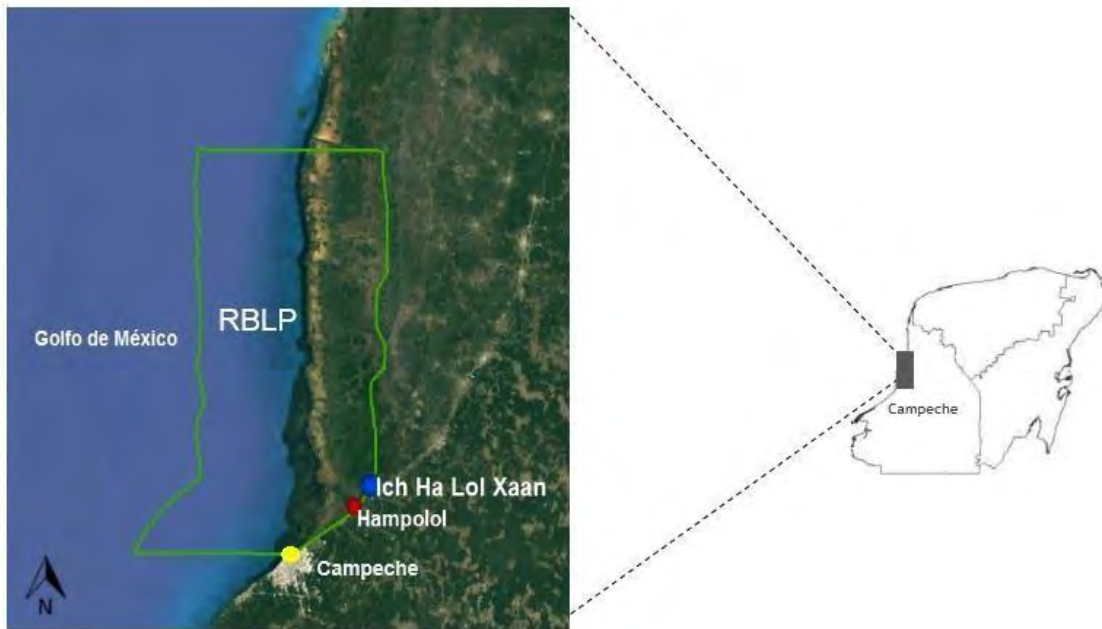 RBLP
Golfo de México
Ich Ha Lol Xaan
Hampolol
Campeche
N
Campeche